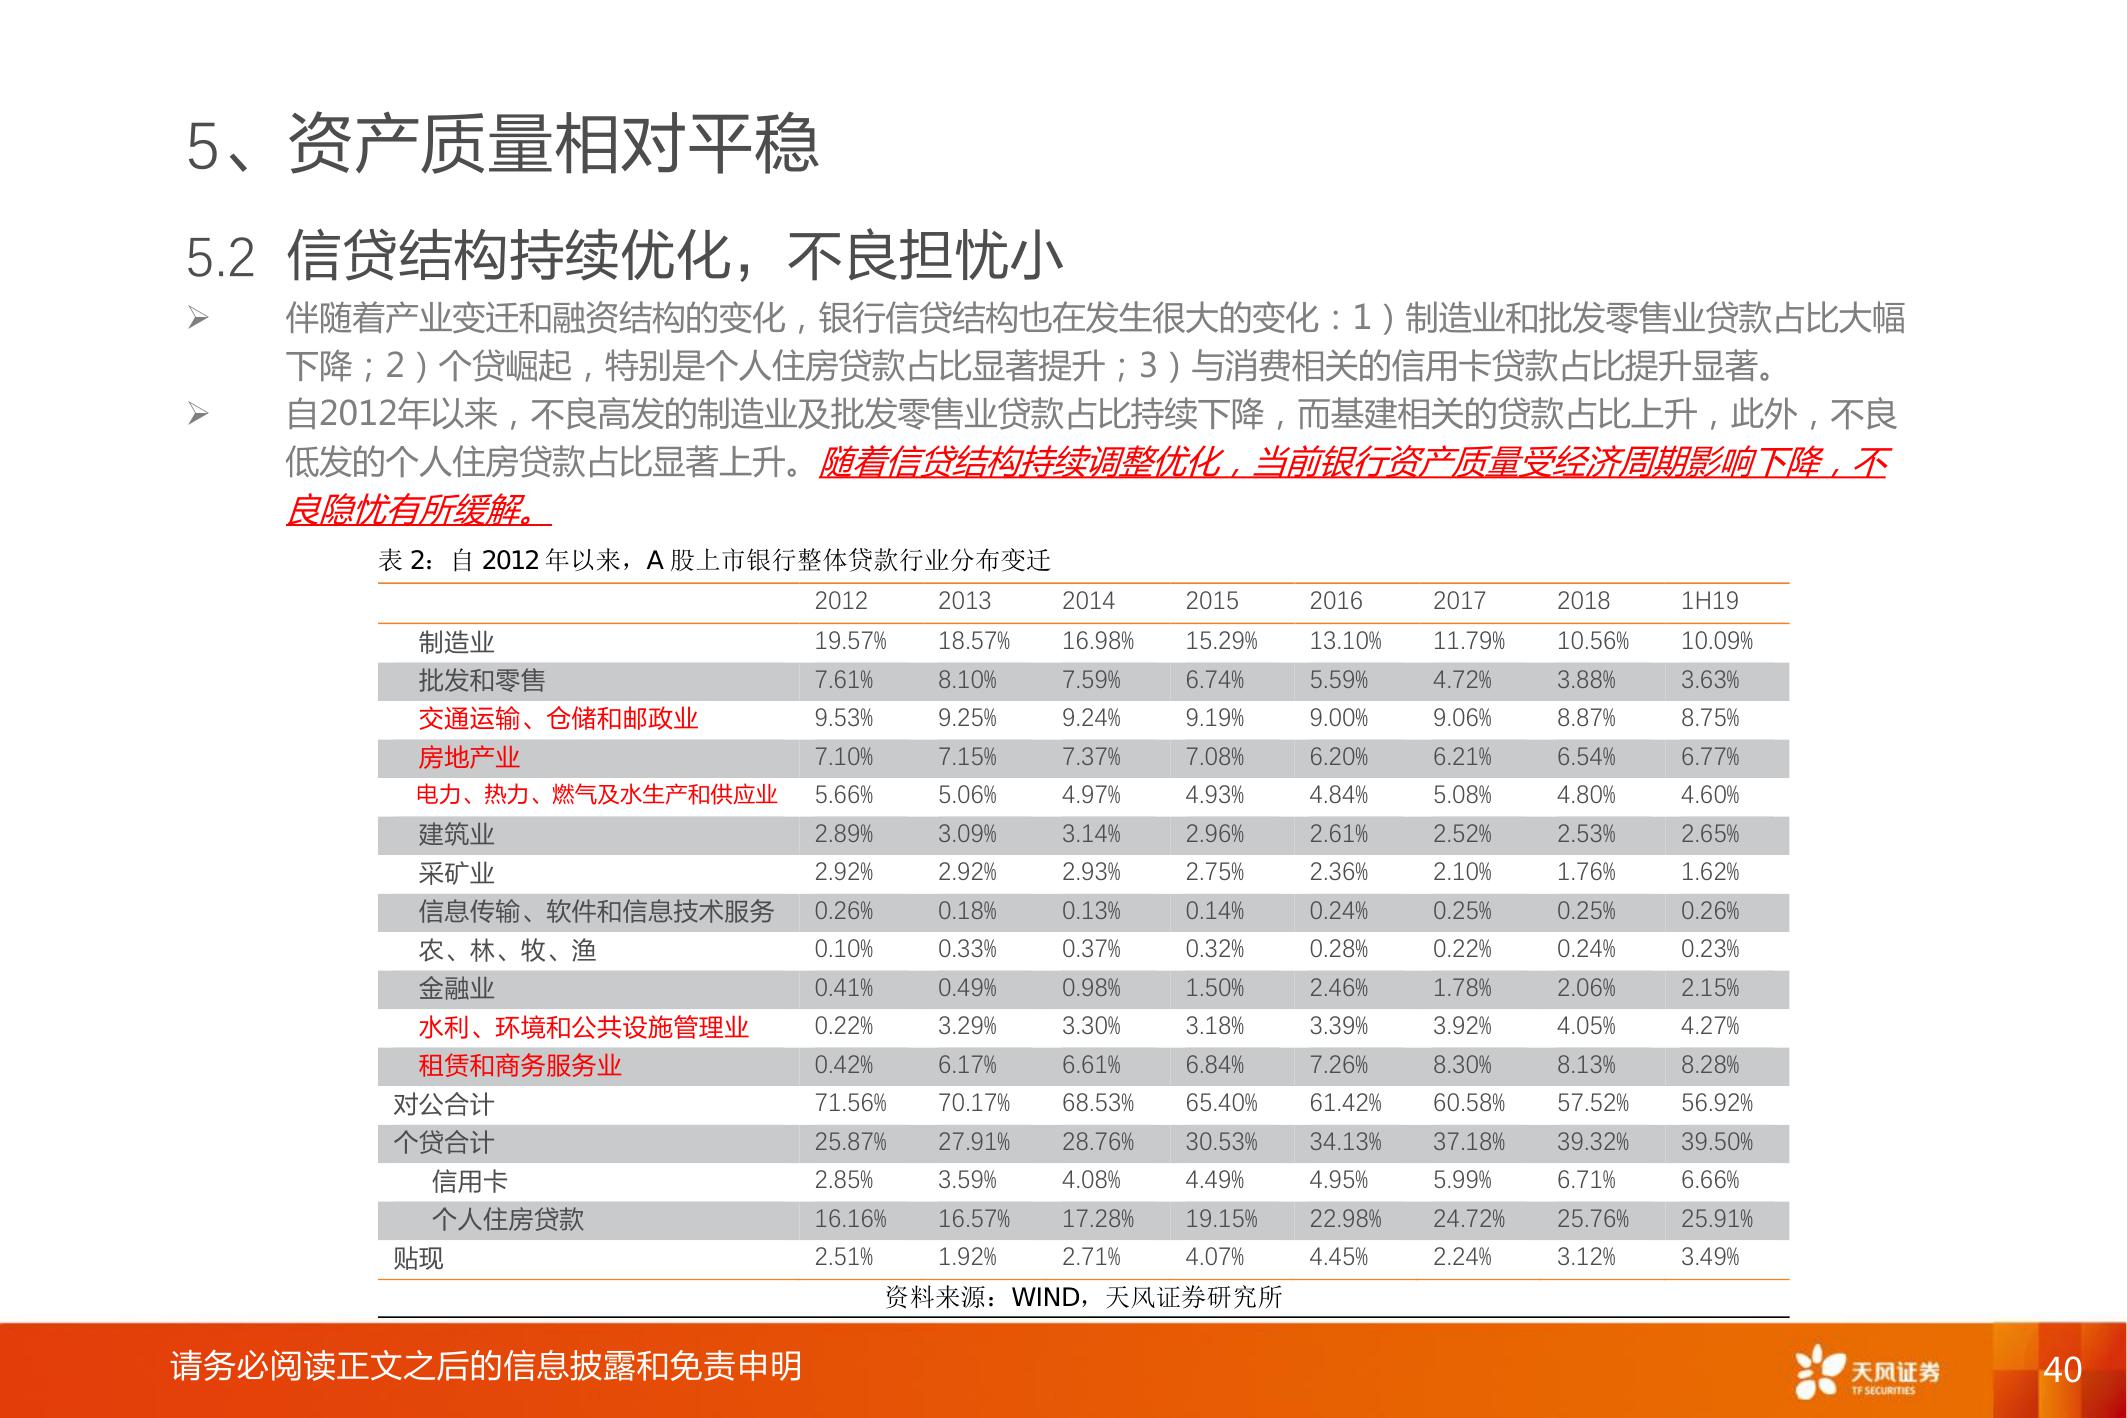 5、资产质量相对平稳
5.2 信贷结构持续优化，不良担忧小
➢ 伴随着产业变迁和融资结构的变化，银行信贷结构也在发生很大的变化：1）制造业和批发零售业贷款占比大幅
下降；2）个贷崛起，特别是个人住房贷款占比显著提升；3）与消费相关的信用卡贷款占比提升显著。
➢ 自2012年以来，不良高发的制造业及批发零售业贷款占比持续下降，而基建相关的贷款占比上升，此外，不良
低发的个人住房贷款占比显著上升。随着信贷结构持续调整优化，当前银行资产质量受经济周期影响下降，不
良隐忧有所缓解。
表 2：自 2012 年以来，A 股上市银行整体贷款行业分布变迁
2012 2013 2014 2015 2016 2017 2018 1H19
制造业 19.57% 18.57% 16.98% 15.29% 13.10% 11.79% 10.56% 10.09%
批发和零售 7.61% 8.10% 7.59% 6.74% 5.59% 4.72% 3.88% 3.63%
交通运输、仓储和邮政业 9.53% 9.25% 9.24% 9.19% 9.00% 9.06% 8.87% 8.75%
房地产业 7.10% 7.15% 7.37% 7.08% 6.20% 6.21% 6.54% 6.77%
电力、热力、燃气及水生产和供应业 5.66% 5.06% 4.97% 4.93% 4.84% 5.08% 4.80% 4.60%
建筑业 2.89% 3.09% 3.14% 2.96% 2.61% 2.52% 2.53% 2.65%
采矿业 2.92% 2.92% 2.93% 2.75% 2.36% 2.10% 1.76% 1.62%
信息传输、软件和信息技术服务 0.26% 0.18% 0.13% 0.14% 0.24% 0.25% 0.25% 0.26%
农、林、牧、渔 0.10% 0.33% 0.37% 0.32% 0.28% 0.22% 0.24% 0.23%
金融业 0.41% 0.49% 0.98% 1.50% 2.46% 1.78% 2.06% 2.15%
水利、环境和公共设施管理业 0.22% 3.29% 3.30% 3.18% 3.39% 3.92% 4.05% 4.27%
租赁和商务服务业 0.42% 6.17% 6.61% 6.84% 7.26% 8.30% 8.13% 8.28%
对公合计 71.56% 70.17% 68.53% 65.40% 61.42% 60.58% 57.52% 56.92%
个贷合计 25.87% 27.91% 28.76% 30.53% 34.13% 37.18% 39.32% 39.50%
信用卡 2.85% 3.59% 4.08% 4.49% 4.95% 5.99% 6.71% 6.66%
个人住房贷款 16.16% 16.57% 17.28% 19.15% 22.98% 24.72% 25.76% 25.91%
贴现 2.51% 1.92% 2.71% 4.07% 4.45% 2.24% 3.12% 3.49%
资料来源：WIND，天风证券研究所
请务必阅读正文之后的信息披露和免责申明
天风证券
TF SECURITIES
40